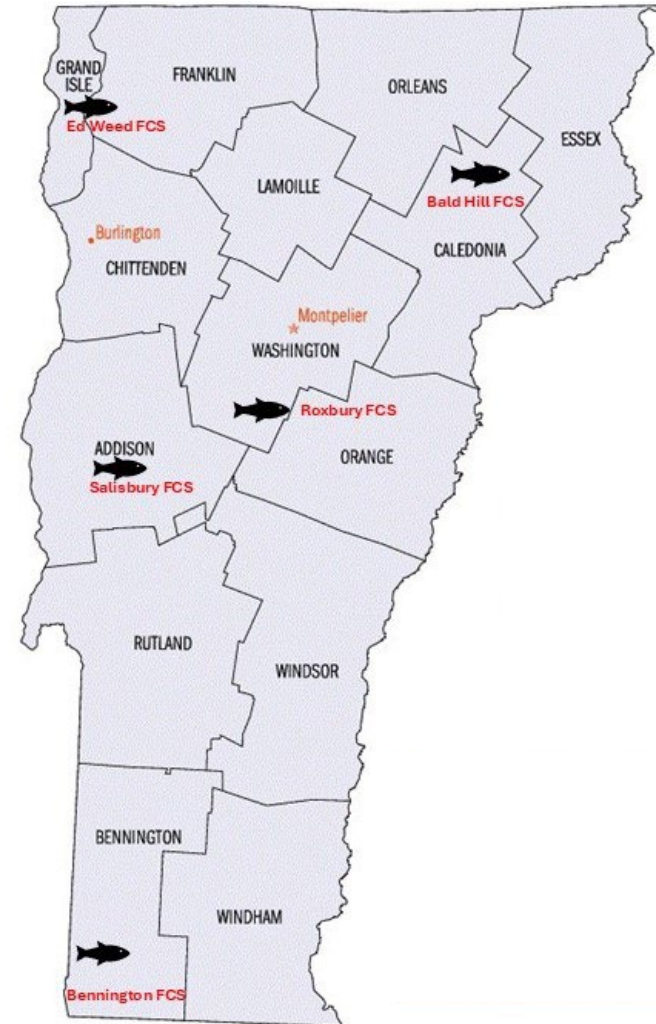 GRAND
ISLE
FRANKLIN
ORLEANS
Ed Weed FCS
ESSEX
LAMOILLE
Bald Hill FCS
Burlington
CALEDONIA
CHITTENDEN
Montpelier
WASHINGTON
Roxbury FCS
ADDISON
ORANGE
Salisbury FCS
RUTLAND
WINDSOR
BENNINGTON
WINDHAM
Bennington FCS